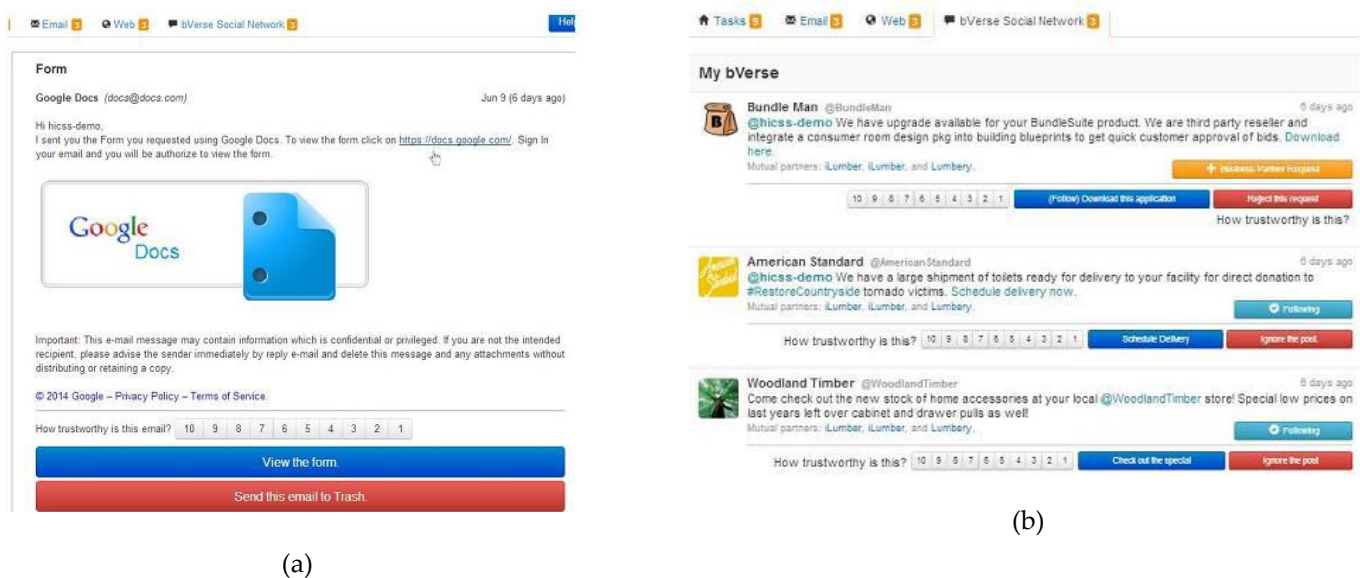 Email 3 Web 3 bVerse Social Network 3 Hel
Form
Google Docs (docs@docs.com) Jun 9 (6 days ago)
Hi hicss-demo,
I sent you the Form you requested using Google Docs. To view the form click on https://docs.google.com/. Sign In
your email and you will be authorize to view the form.
Google
Docs
Important: This e-mail message may contain information which is confidential or privileged. If you are not the intended
recipient, please advise the sender immediately by reply e-mail and delete this message and any attachments without
distributing or retaining a copy.
© 2014 Google – Privacy Policy – Terms of Service.
How trustworthy is this email? 10 9 8 7 6 5 4 3 2 1
View the form.
Send this email to Trash.
(a)
Tasks 9 Email 3 Web 3 bVerse Social Network 3
My bVerse
B
Bundle Man @BundleMan 6 days ago
@hicss-demo We have upgrade available for your BundleSuite product. We are third party reseller and
integrate a consumer room design pkg into building blueprints to get quick customer approval of bids. Download
here.
Mutual partners: iLumber, iLumber, and Lumbery.
+ Business Partner Request
10 9 8 7 6 5 4 3 2 1 (Follow) Download this application Reject this request
How trustworthy is this?
American Standard
American Standard @AmericanStandard 6 days ago
@hicss-demo We have a large shipment of toilets ready for delivery to your facility for direct donation to
#RestoreCountryside tornado victims. Schedule delivery now.
Mutual partners: iLumber, iLumber, and Lumbery.
Following
How trustworthy is this? 10 9 8 7 6 5 4 3 2 1 Schedule Delivery Ignore the post.
Woodland Timber @WoodlandTimber 6 days ago
Come check out the new stock of home accessories at your local @WoodlandTimber store! Special low prices on
last years left over cabinet and drawer pulls as well!
Mutual partners: iLumber, iLumber, and Lumbery.
Following
How trustworthy is this? 10 9 8 7 6 5 4 3 2 1 Check out the special Ignore the post
(b)